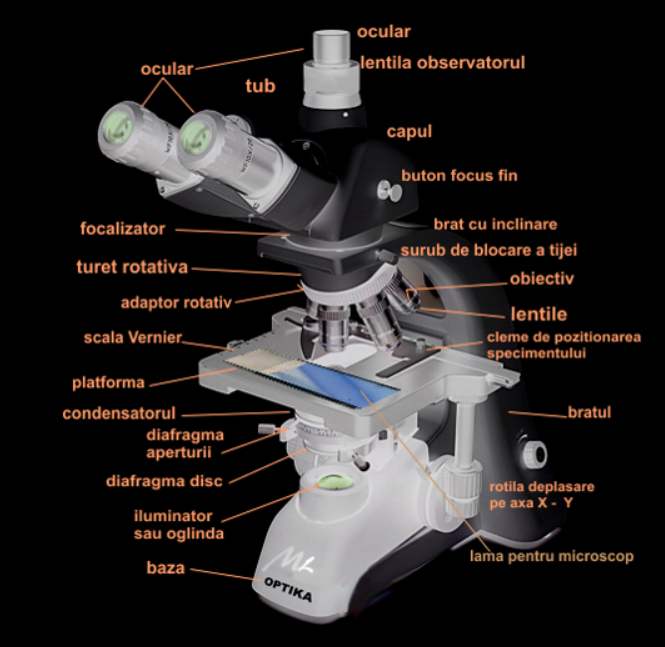 ocular
lentila observatorul
ocular
tub
capul
buton focus fin
focalizator
brat cu inclinare
surub de blocare a tijei
turet rotativa
obiectiv
adaptor rotativ
lentile
scala Vernier
cleme de pozitionarea
specimentului
platforma
condensatorul
bratul
diafragma
aperturii
diafragma disc
rotila deplasare
pe axa X - Y
iluminator
sau oglinda
lama pentru microscop
baza
ML
OPTIKA